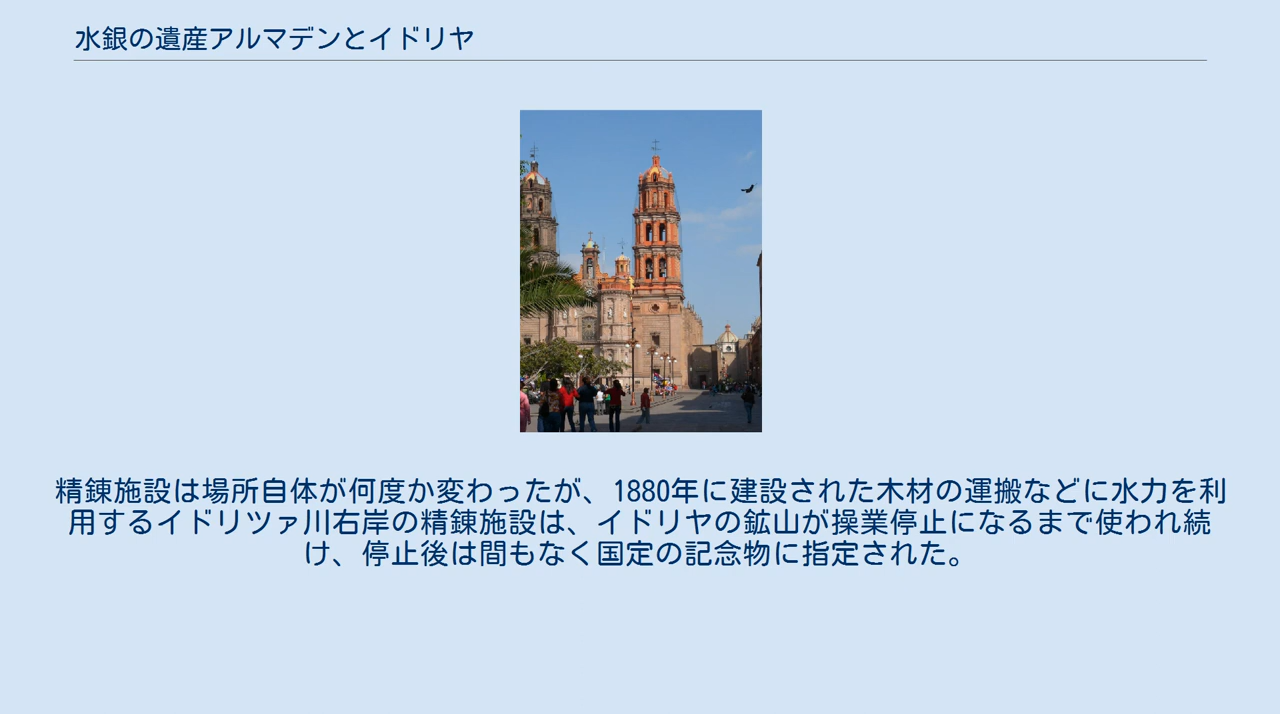 水銀の遺産アルマデンとイドリヤ
精錬施設は場所自体が何度か変わったが、1880年に建設された木材の運搬などに水力を利
用するイドリツァ川右岸の精錬施設は、イドリヤの鉱山が操業停止になるまで使われ続
け、停止後は間もなく国定の記念物に指定された。